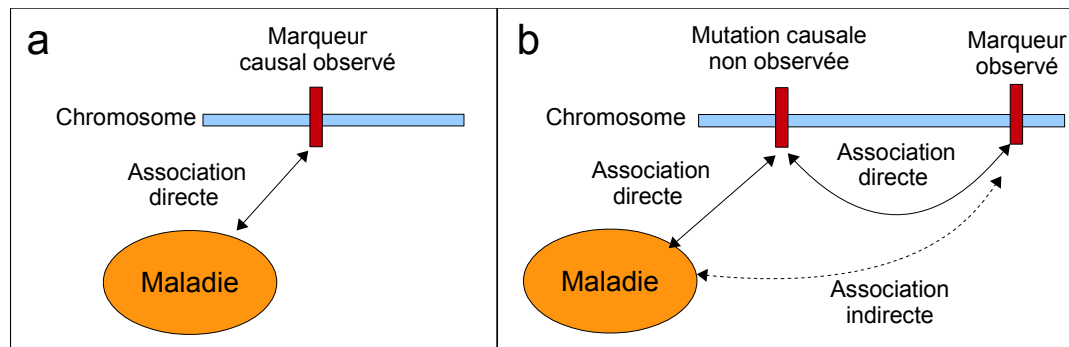 a
Marqueur
causal observé
Chromosome
Association
directe
Maladie
b
Mutation causale
non observée
Marqueur
observé
Chromosome
Association
directe
Association
directe
Maladie
Association
indirecte